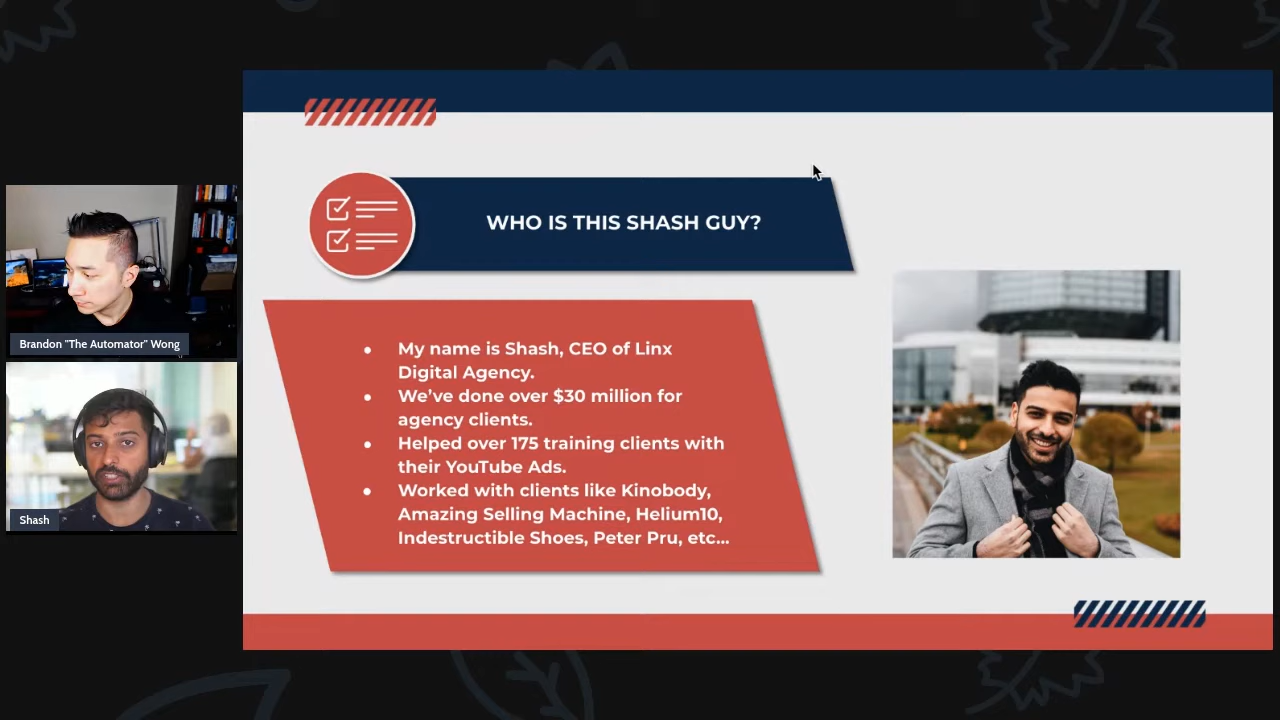 WHO IS THIS SHASH GUY?
Brandon "The Automator" Wong
Shash
● My name is Shash, CEO of Linx
Digital Agency.
● We’ve done over $30 million for
agency clients.
● Helped over 175 training clients with
their YouTube Ads.
● Worked with clients like Kinobody,
Amazing Selling Machine, Helium10,
Indestructible Shoes, Peter Pru, etc...